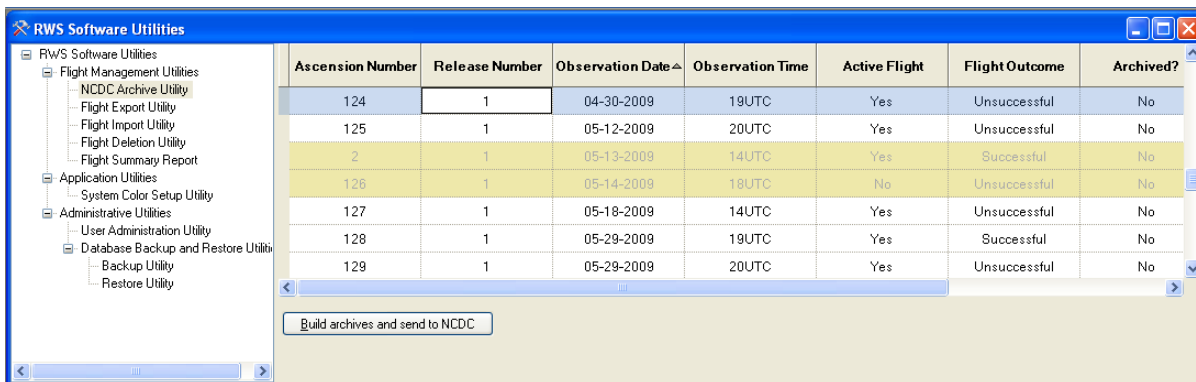 RWS Software Utilities
RWS Software Utilities
Flight Management Utilities
NCDC Archive Utility
Flight Export Utility
Flight Import Utility
Flight Deletion Utility
Flight Summary Report
Application Utilities
System Color Setup Utility
Administrative Utilities
User Administration Utility
Database Backup and Restore Utiliti
Backup Utility
Restore Utility
Ascension Number Release Number Observation Date Observation Time Active Flight Flight Outcome Archived?
124 1 04-30-2009 19UTC Yes Unsuccessful No
125 1 05-12-2009 20UTC Yes Unsuccessful No
2 1 05-13-2009 14UTC Yes Successful No
126 1 05-14-2009 18UTC No Unsuccessful No
127 1 05-18-2009 14UTC Yes Unsuccessful No
128 1 05-29-2009 19UTC Yes Successful No
129 1 05-29-2009 20UTC Yes Unsuccessful No
Build archives and send to NCDC